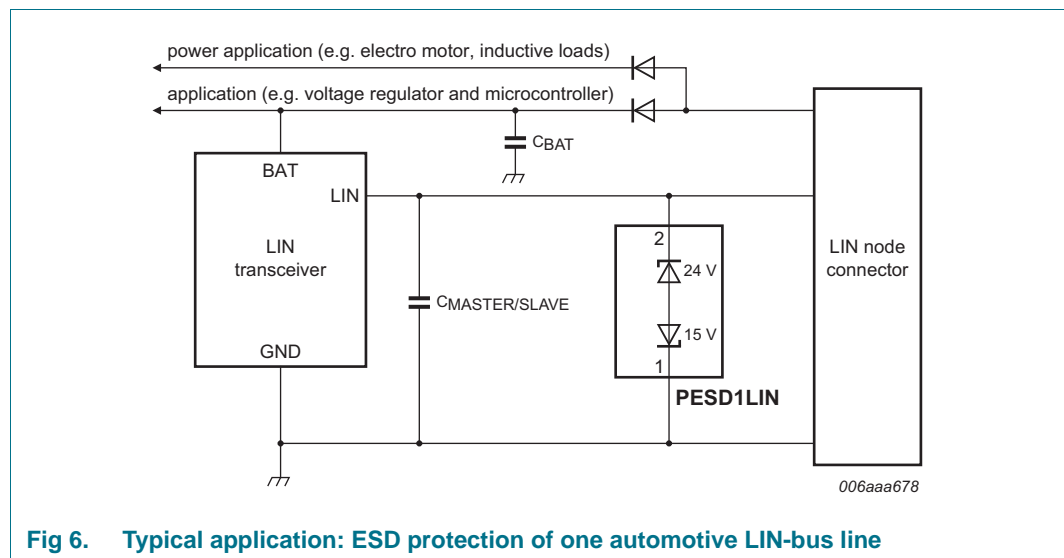 power application (e.g. electro motor, inductive loads)
application (e.g. voltage regulator and microcontroller)
CBAT
BAT
LIN
LIN
transceiver
GND
CMASTER/SLAVE
2
24 V
15 V
1
PESD1LIN
LIN node
connector
006aaa678
Fig 6. Typical application: ESD protection of one automotive LIN-bus line